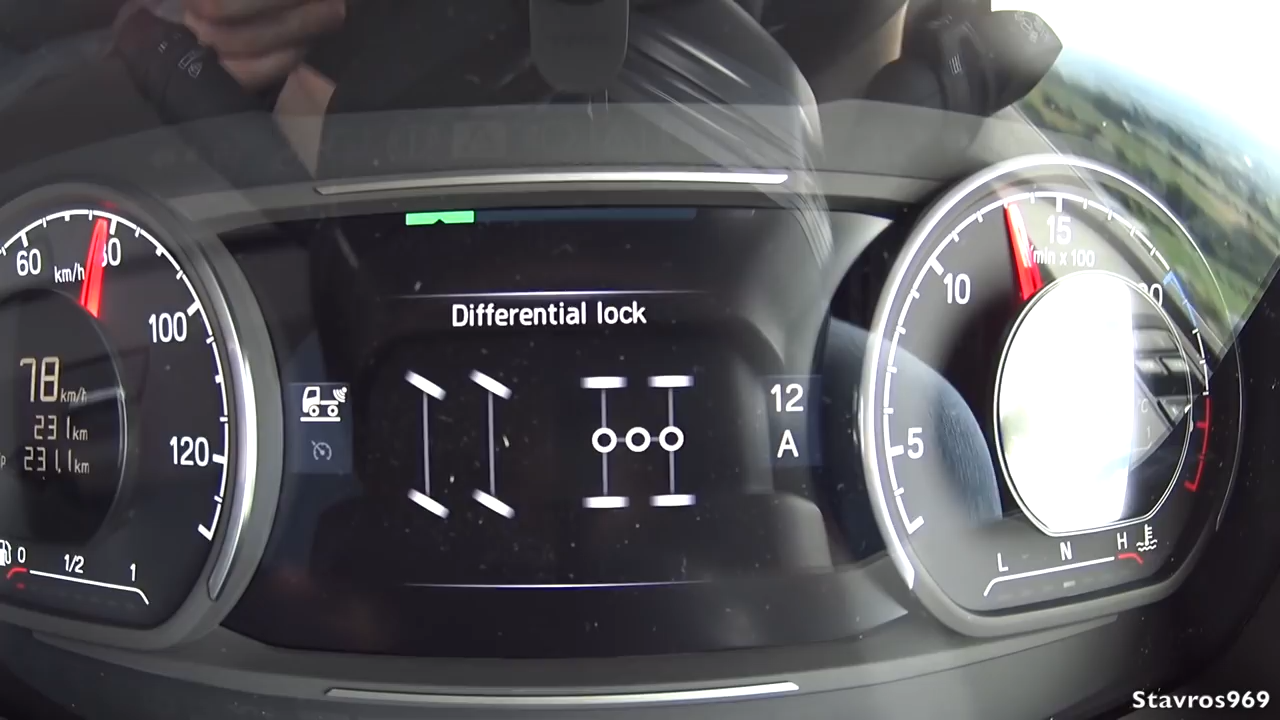 60
80
km/h
100
120
78 km/h
231 km
231.1 km
0 0 1/2 1
Differential lock
12
A
5
10
15
min x 100
L N H
Stavros969